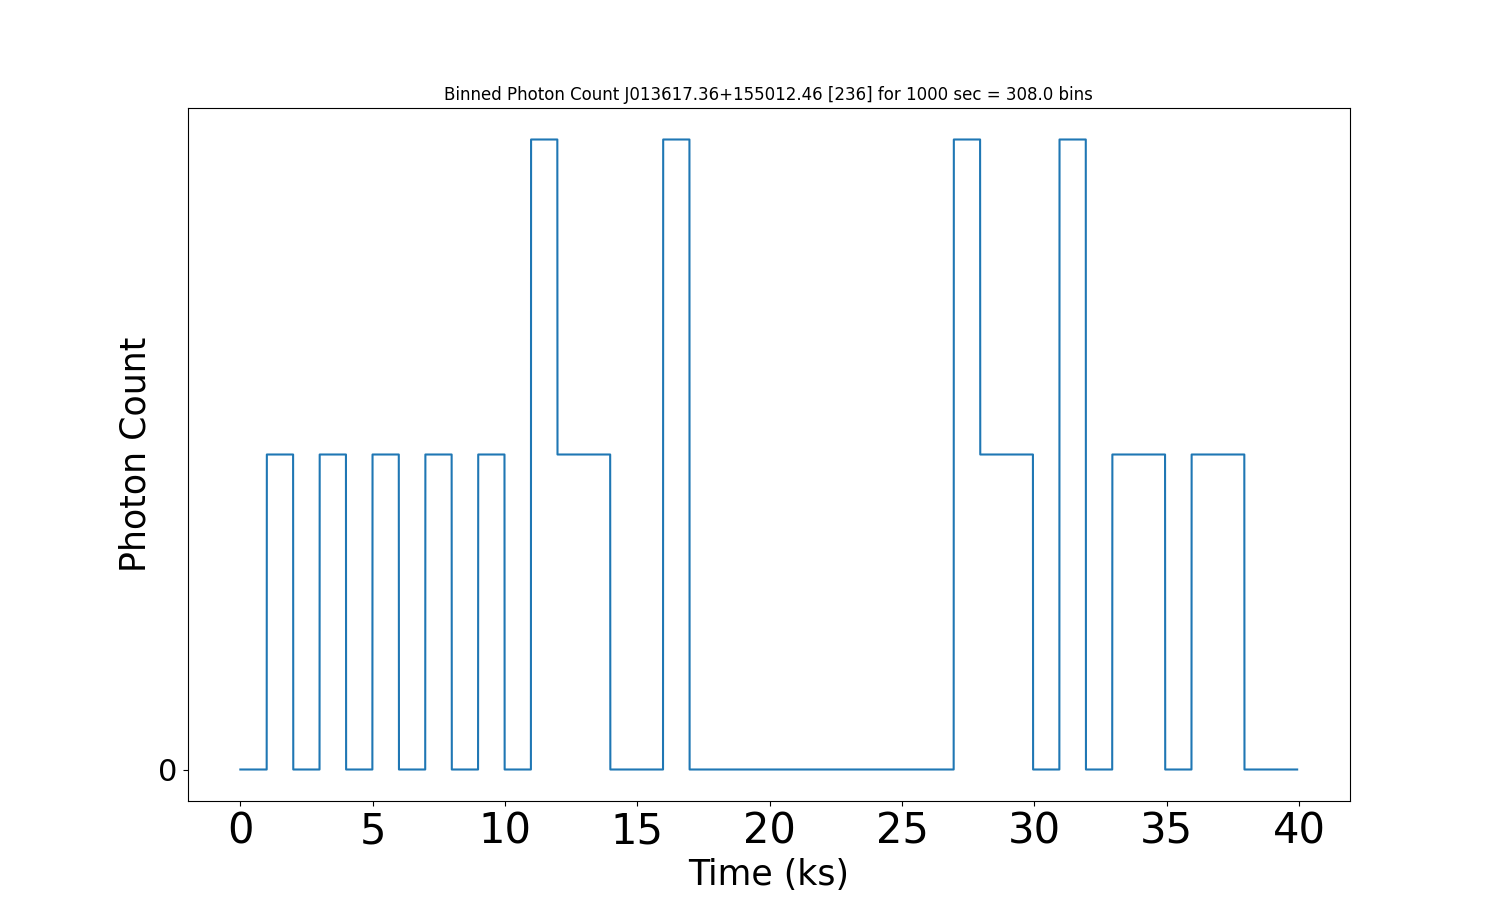 Binned Photon Count J013617.36+155012.46 [236] for 1000 sec = 308.0 bins
Photon Count
0
0 5 10 15 20 25 30 35 40
Time (ks)